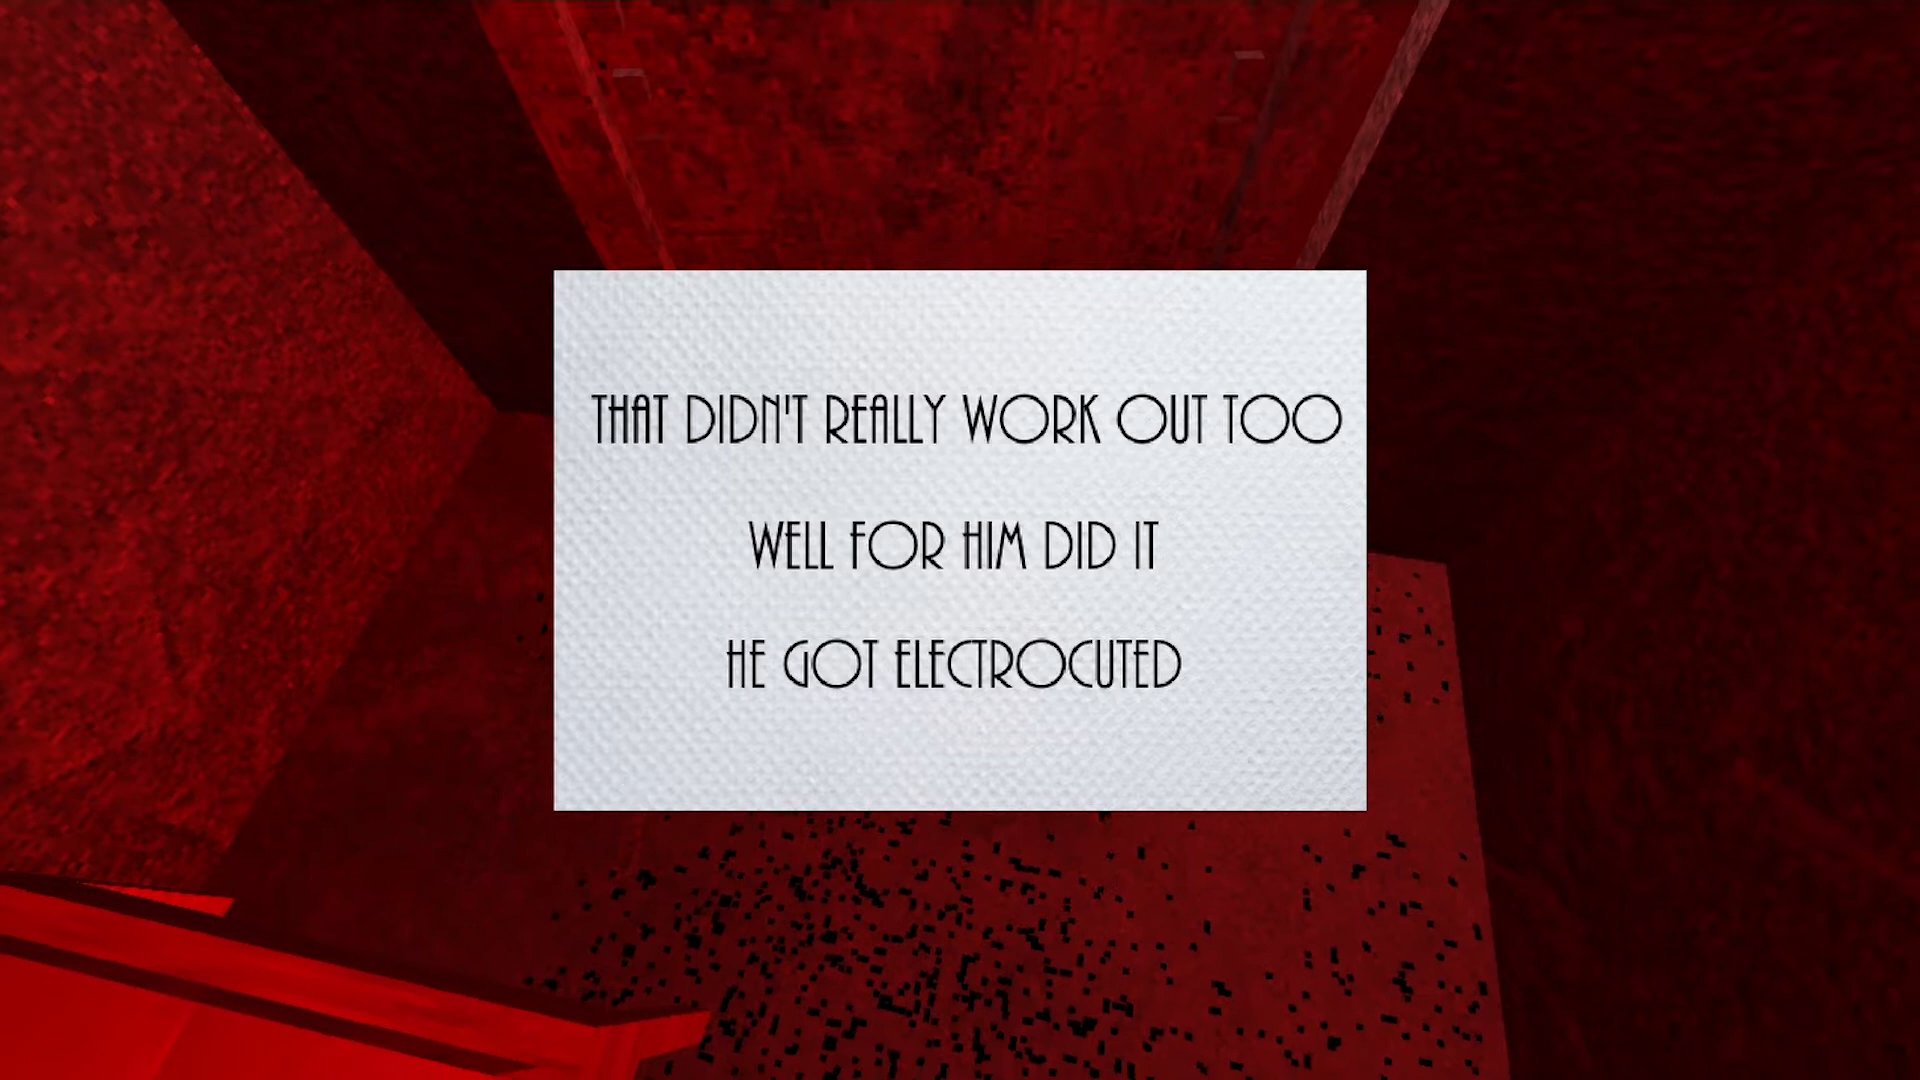 THAT DIDN'T REALLY WORK OUT TOO
WELL FOR HIM DID IT
HE GOT ELECTROCUTED